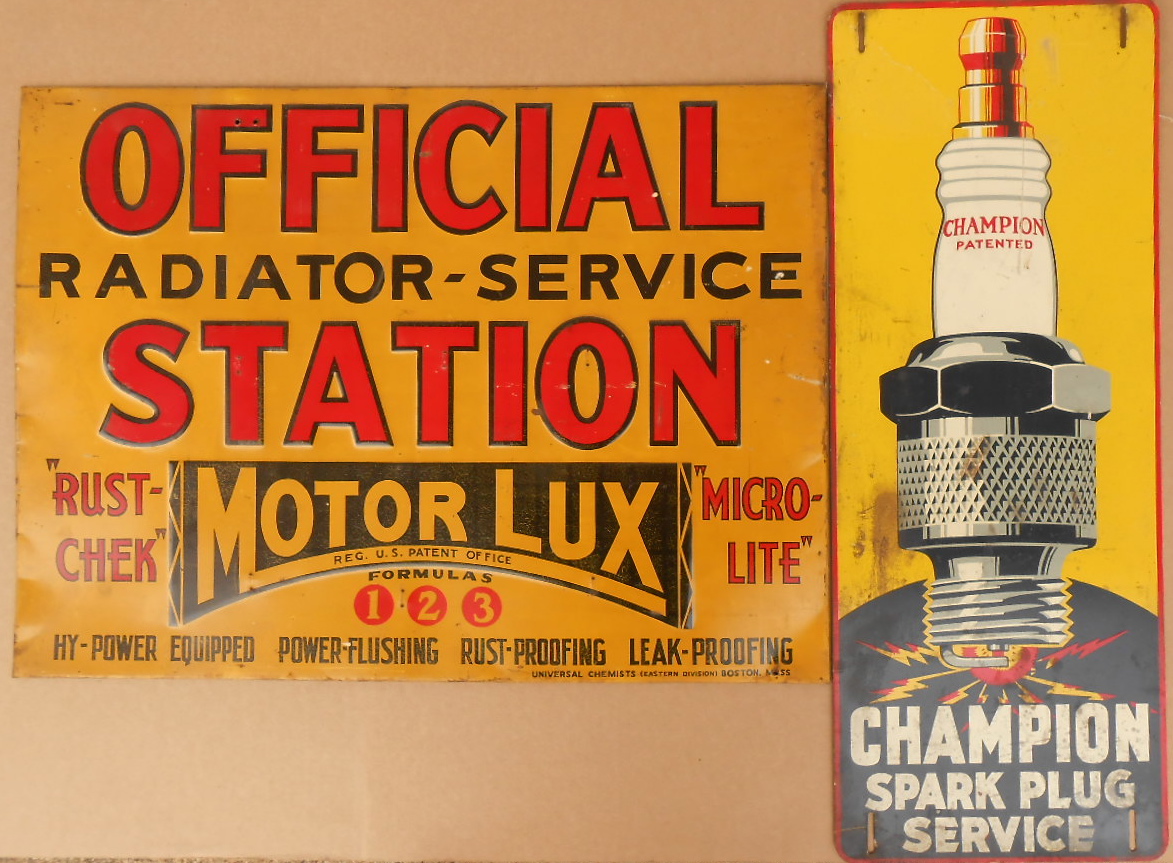 OFFICIAL
RADIATOR-SERVICE
STATION
"RUST-
CHEK"
MOTOR LUX
REG. U.S. PATENT OFFICE
FORMULAS
1 2 3
"MICRO-
LITE"
HY-POWER EQUIPPED POWER-FLUSHING RUST-PROOFING LEAK-PROOFING
UNIVERSAL CHEMISTS (EASTERN DIVISION) BOSTON, MASS
CHAMPION
PATENTED
CHAMPION
SPARK PLUG
SERVICE